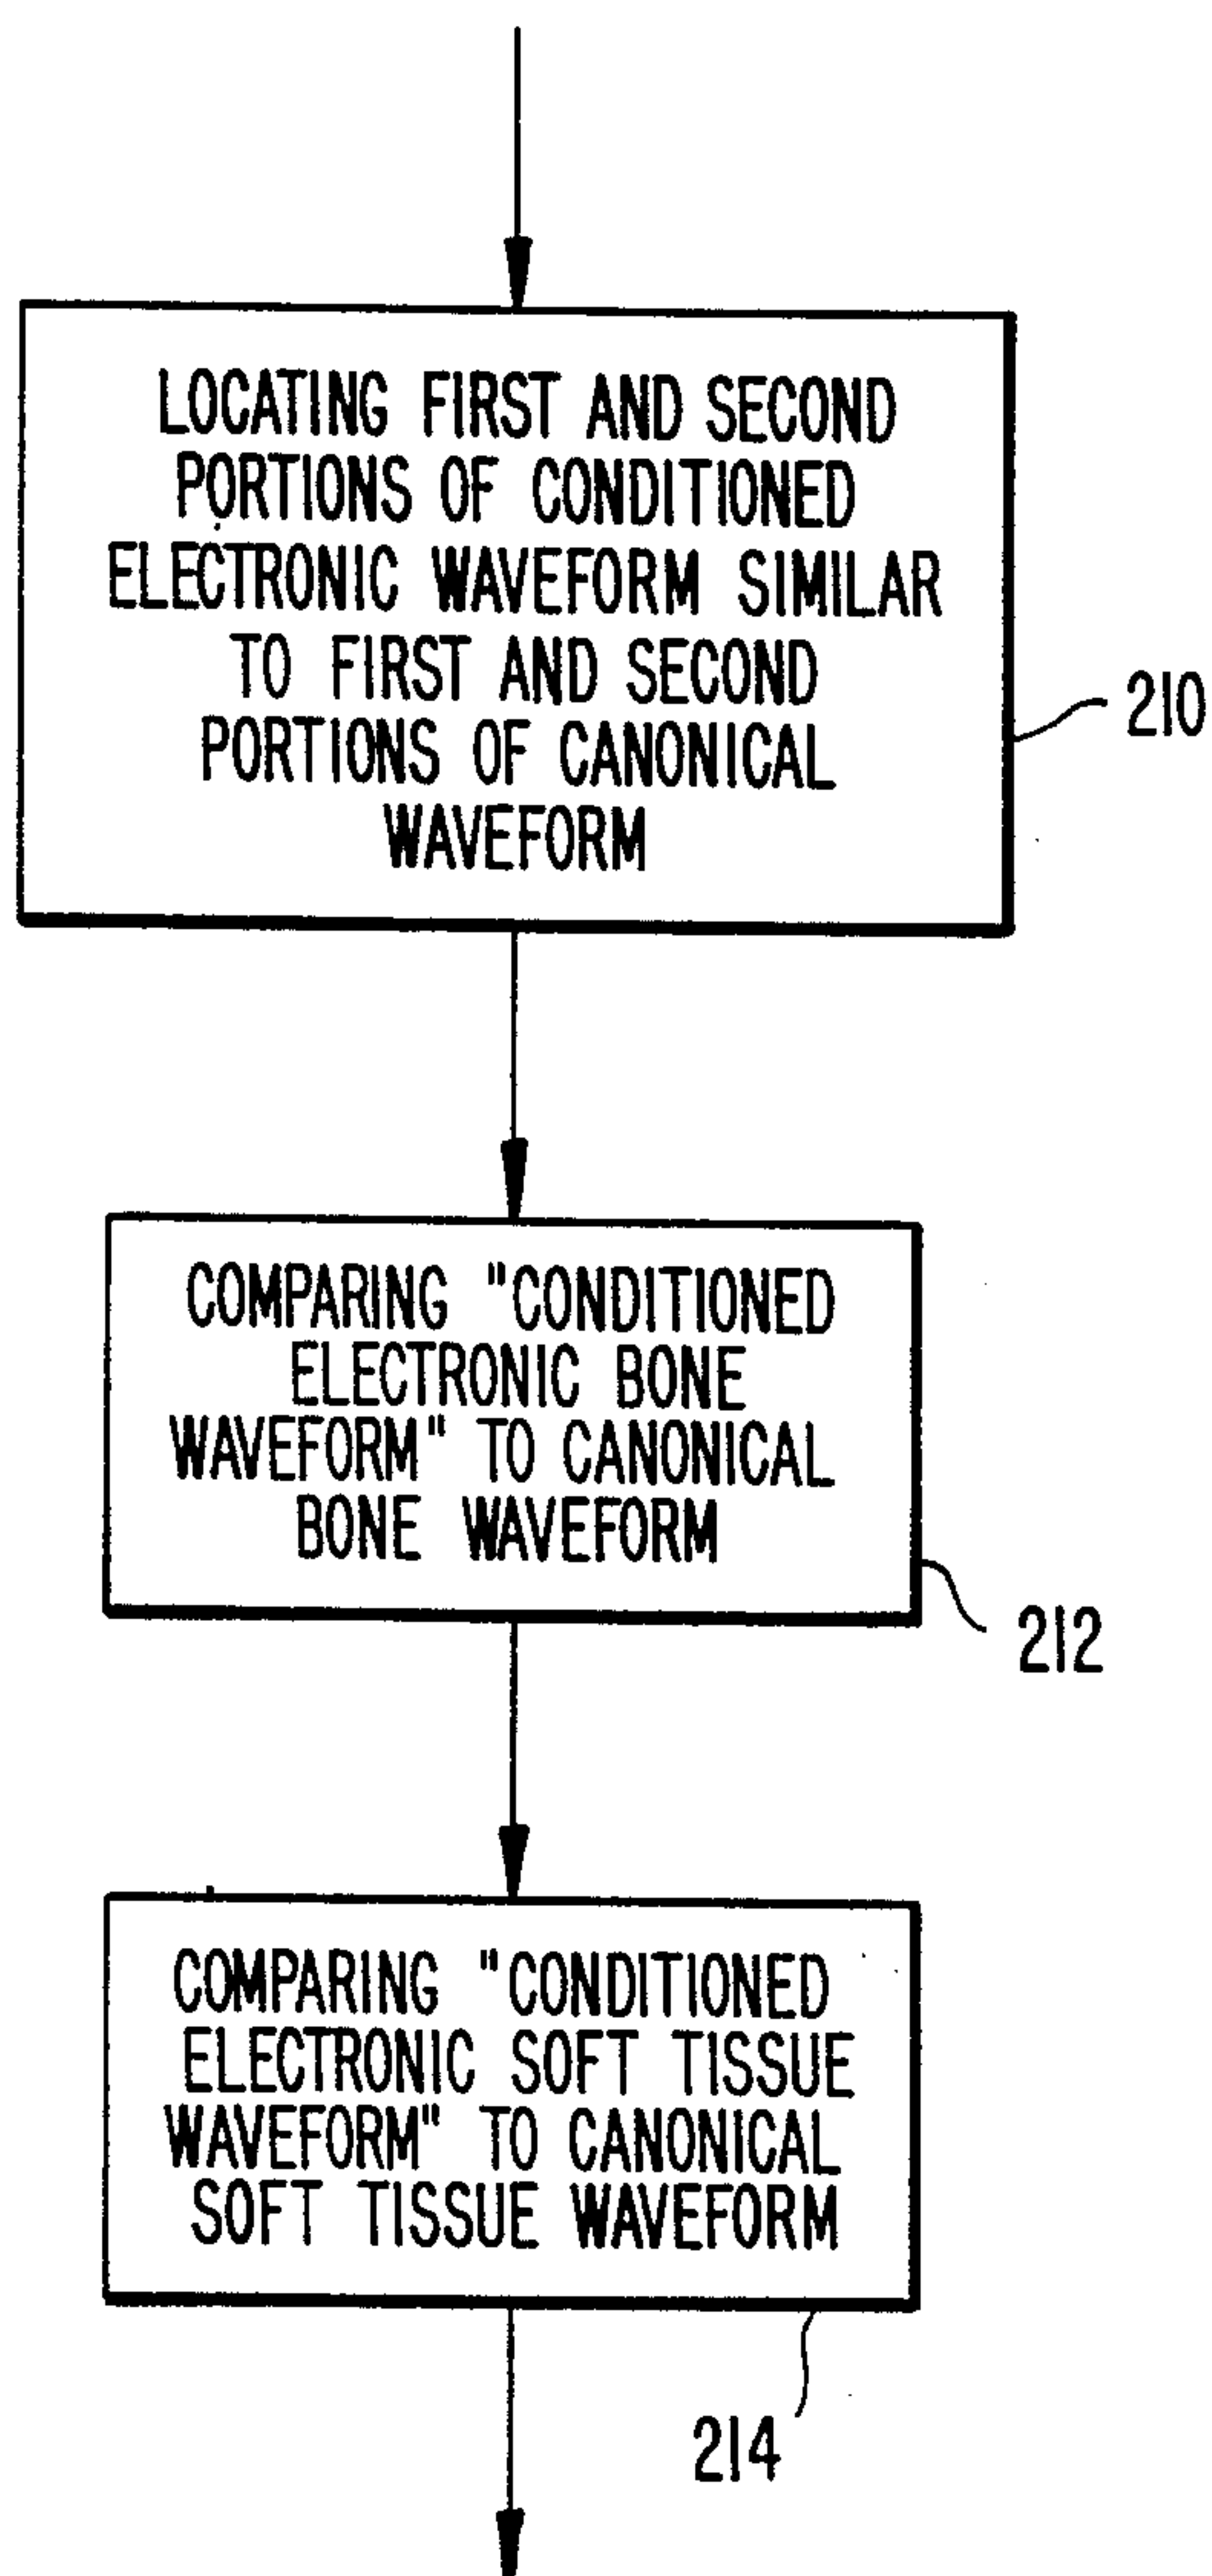 LOCATING FIRST AND SECOND
PORTIONS OF CONDITIONED
ELECTRONIC WAVEFORM SIMILAR
TO FIRST AND SECOND
PORTIONS OF CANONICAL
WAVEFORM
210
COMPARING "CONDITIONED
ELECTRONIC BONE
WAVEFORM" TO CANONICAL
BONE WAVEFORM
212
COMPARING "CONDITIONED
ELECTRONIC SOFT TISSUE
WAVEFORM" TO CANONICAL
SOFT TISSUE WAVEFORM
214